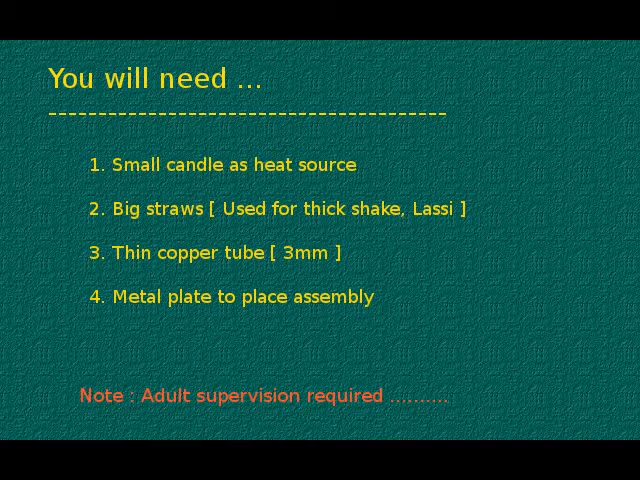 You will need ...
----------------------------------------
1. Small candle as heat source
2. Big straws [ Used for thick shake, Lassi ]
3. Thin copper tube [ 3mm ]
4. Metal plate to place assembly
Note : Adult supervision required ..........